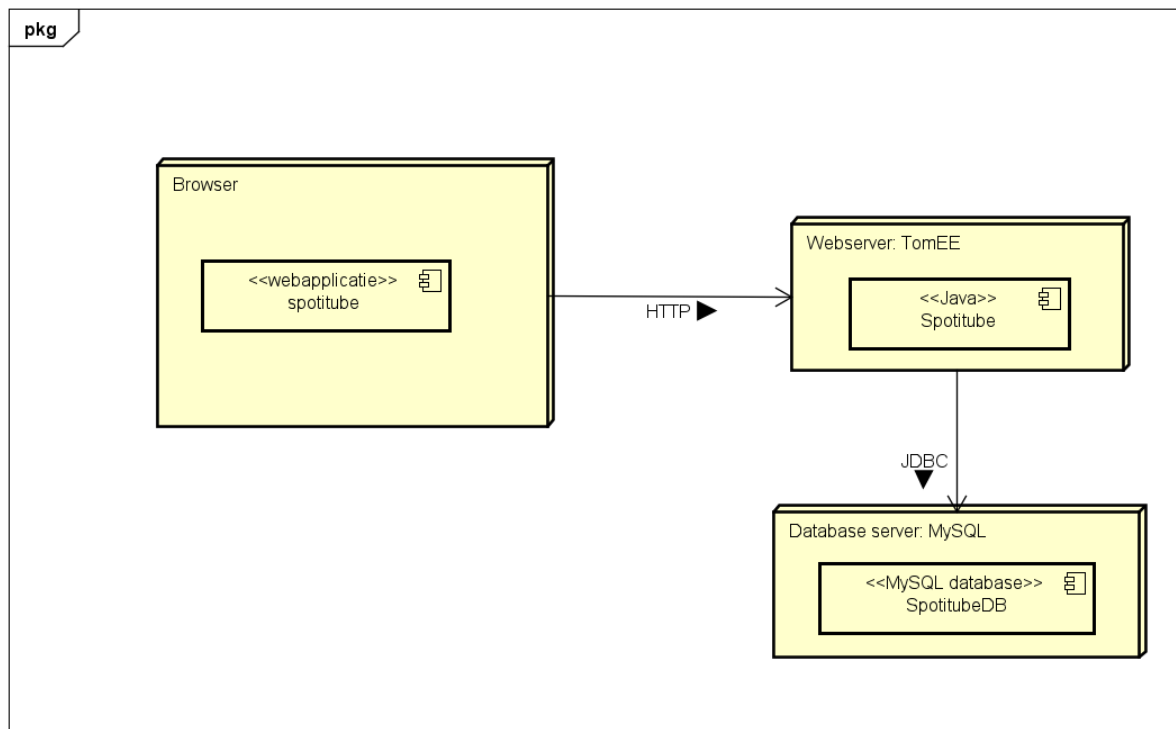 pkg
Browser
<<webapplicatie>>
spotitube
HTTP
Webserver: TomEE
<<Java>>
Spotitube
JDBC
Database server: MySQL
<<MySQL database>>
SpotitubeDB